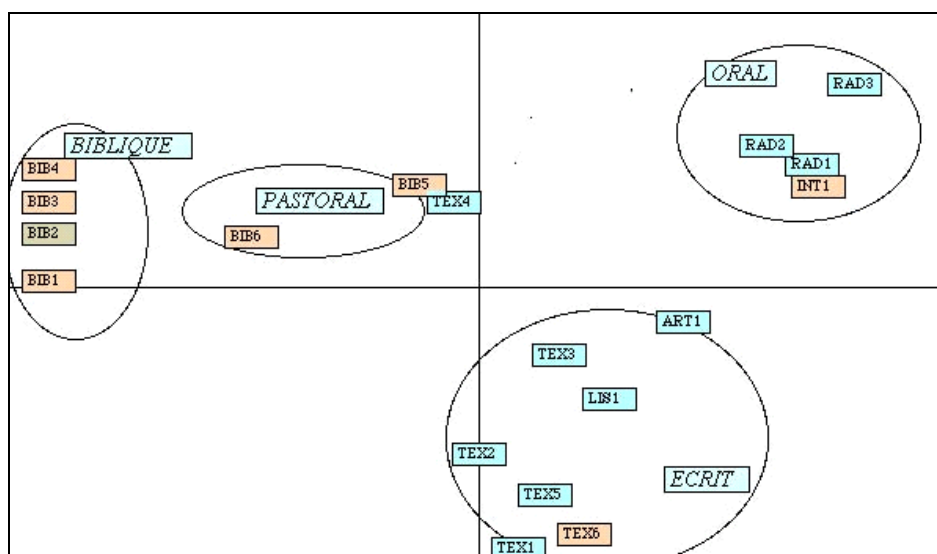 ORAL
RAD3
BIBLIQUE
RAD2
BIB4
RAD1
BIB5
INT1
BIB3
PASTORAL
TEX4
BIB2
BIB6
BIB1
ART1
TEX3
LIS1
TEX2
ECRIT
TEX5
TEX6
TEX1